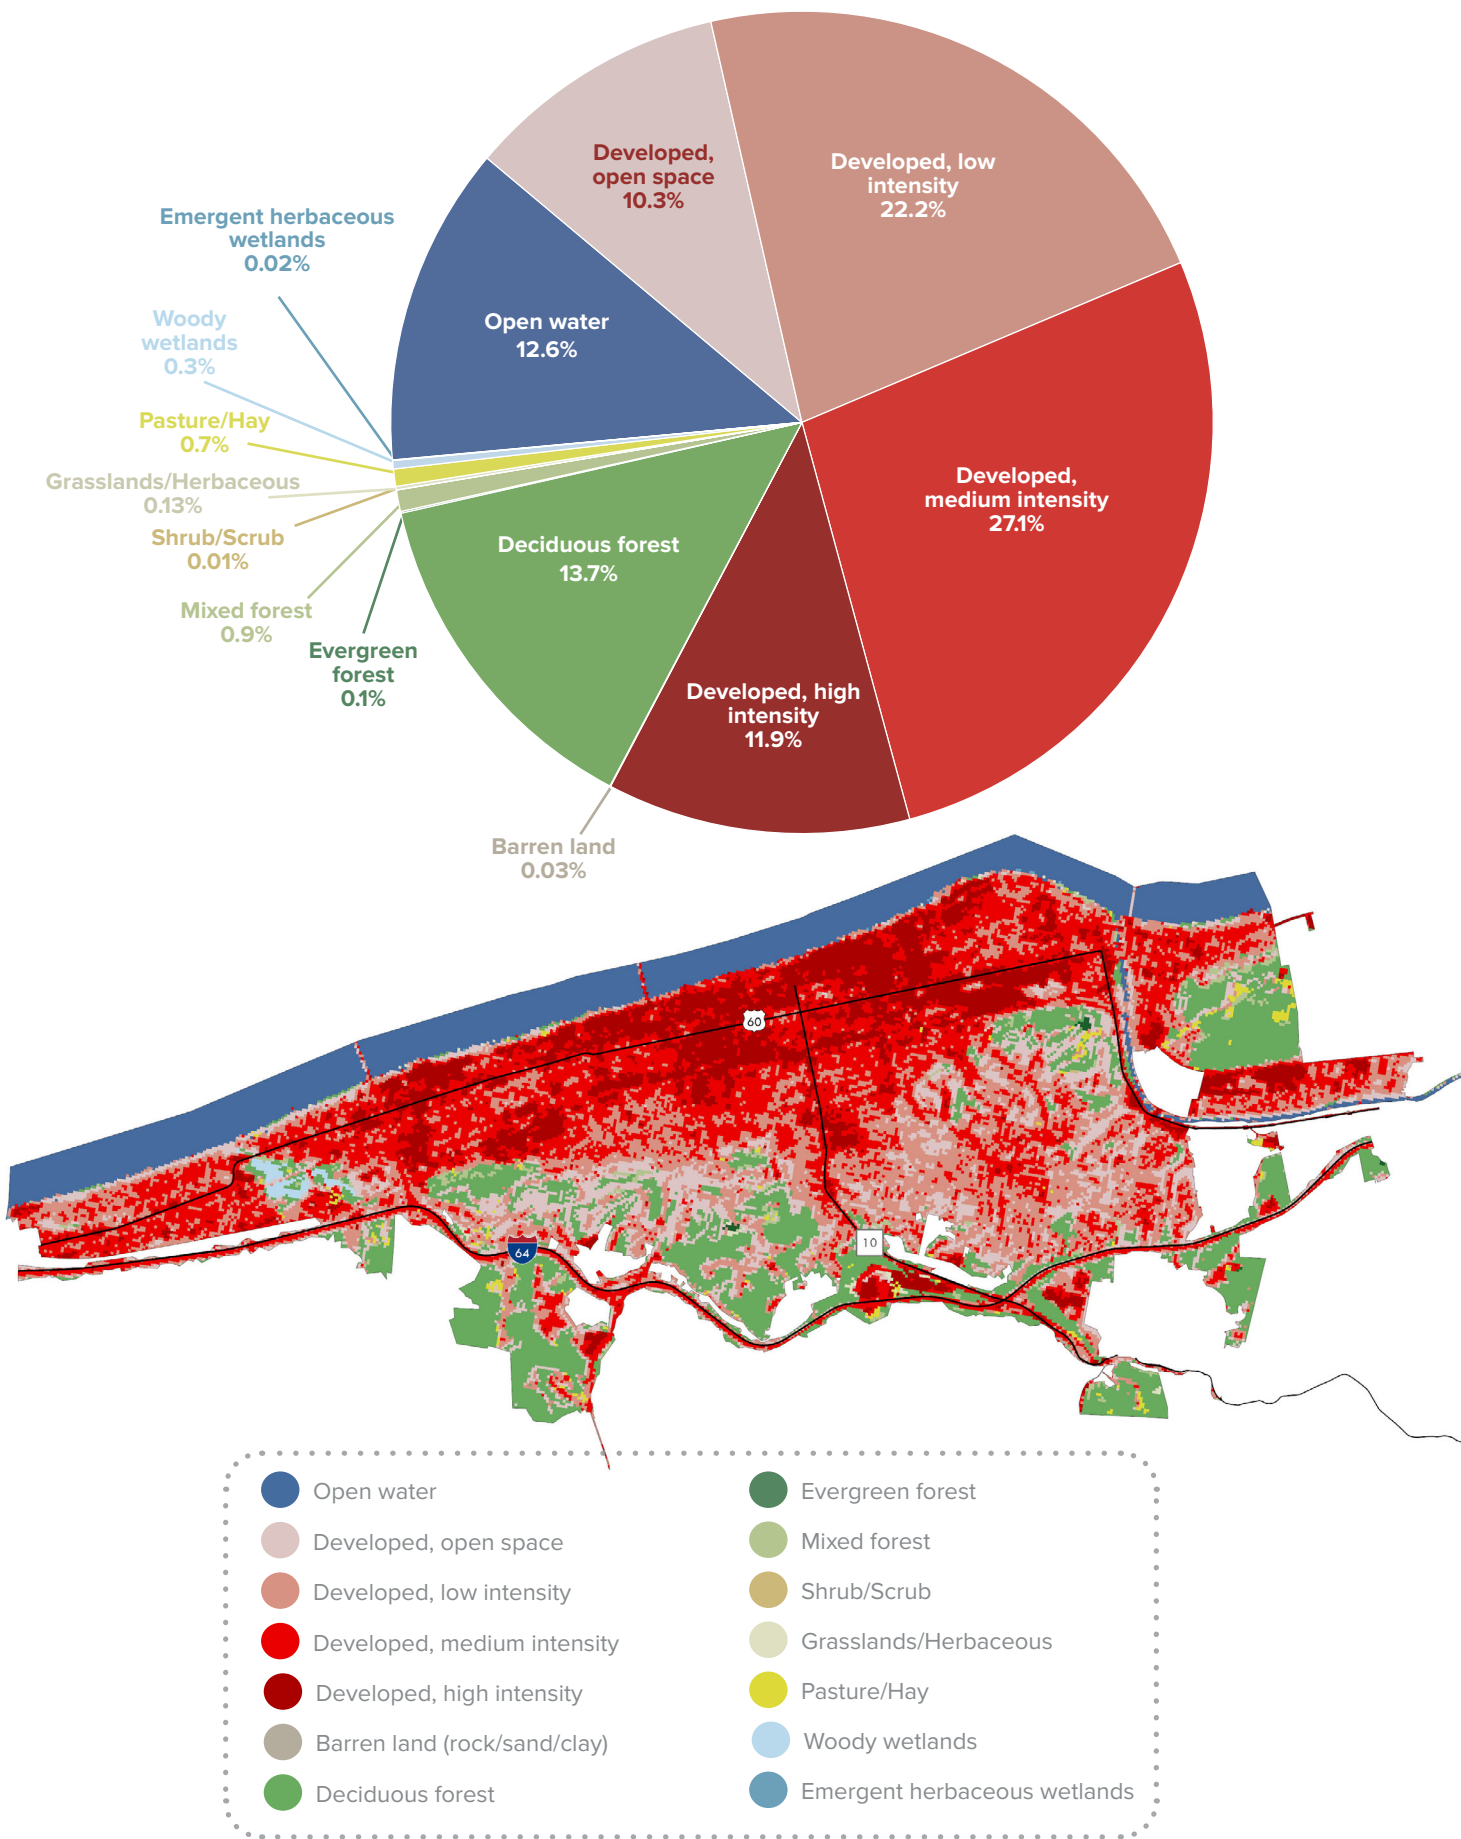 Developed,
open space
10.3%
Developed, low
intensity
22.2%
Emergent herbaceous
wetlands
0.02%
Open water
12.6%
Woody
wetlands
0.3%
Pasture/Hay
0.7%
Grasslands/Herbaceous
0.13%
Shrub/Scrub
0.01%
Mixed forest
0.9%
Evergreen
forest
0.1%
Deciduous forest
13.7%
Developed,
medium intensity
27.1%
Developed, high
intensity
11.9%
Barren land
0.03%
60
10
64
Open water
Developed, open space
Developed, low intensity
Developed, medium intensity
Developed, high intensity
Barren land (rock/sand/clay)
Deciduous forest
Evergreen forest
Mixed forest
Shrub/Scrub
Grasslands/Herbaceous
Pasture/Hay
Woody wetlands
Emergent herbaceous wetlands